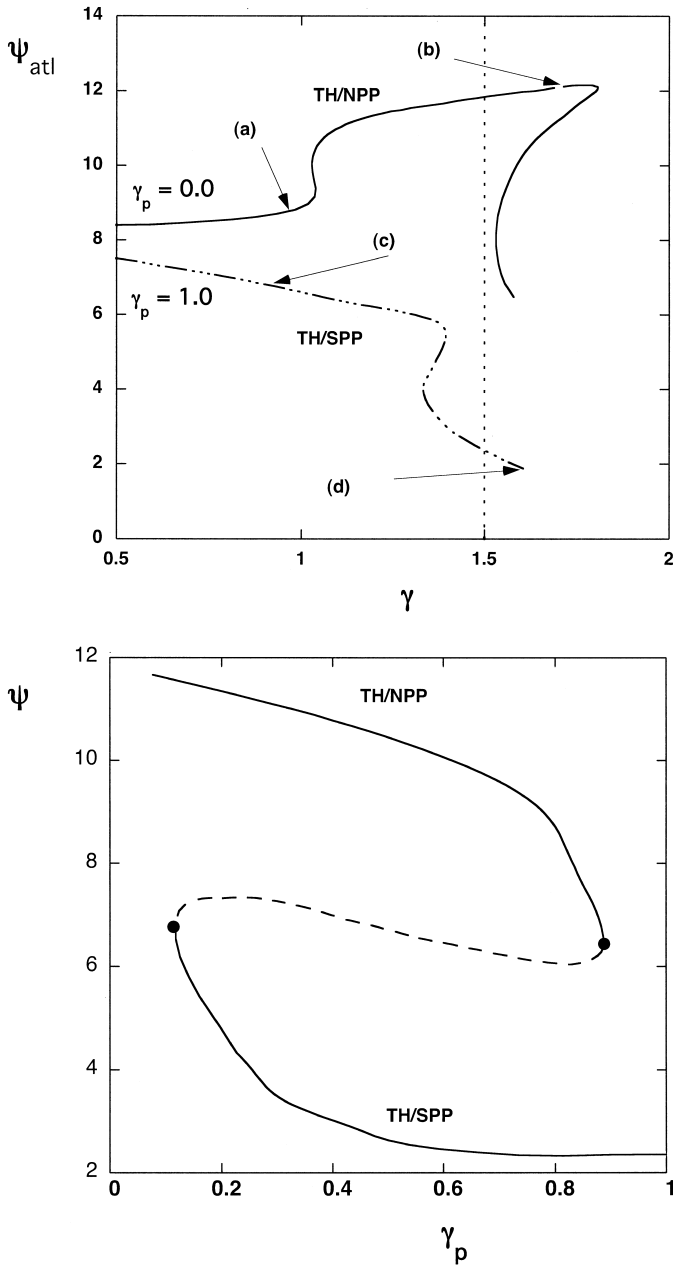 14
ψatl
12
10
8
6
4
2
0
(b)
TH/NPP
(a)
γp = 0.0
(c)
γp = 1.0
TH/SPP
(d)
0.5 1 1.5 2
γ
12
ψ
10
8
6
4
2
TH/NPP
TH/SPP
0 0.2 0.4 0.6 0.8 1
γp